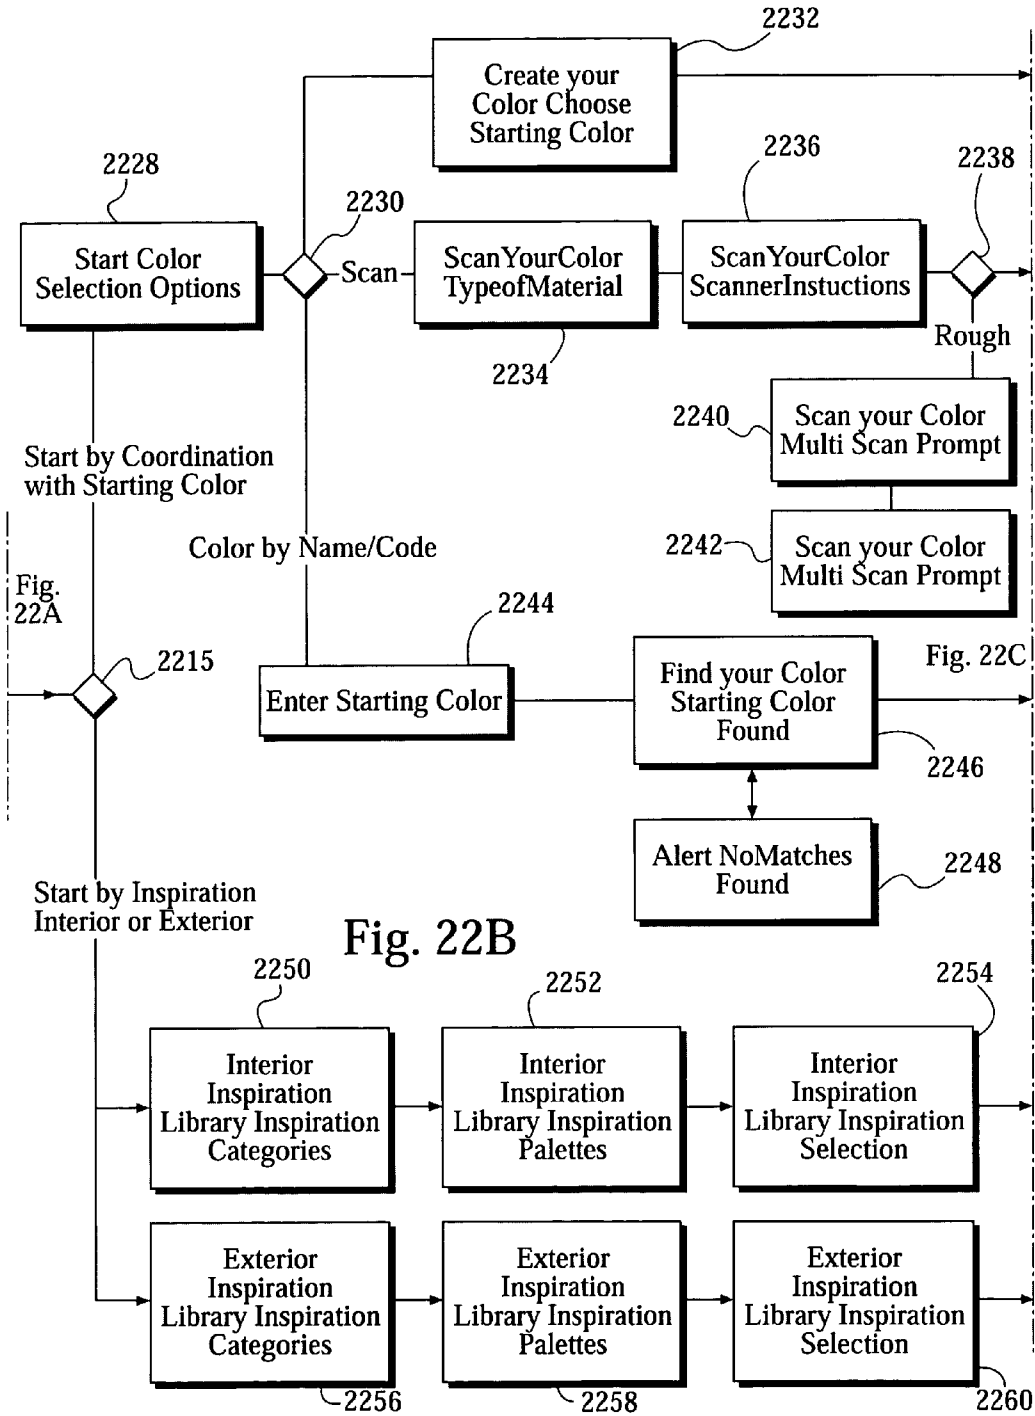 2232
Create your
Color Choose
Starting Color
2228
2236
2238
2230
Start Color
Selection Options
Scan
ScanYourColor
TypeofMaterial
ScanYourColor
ScannerInstuctions
Rough
2234
2240
Scan your Color
Multi Scan Prompt
Start by Coordination
with Starting Color
2242
Scan your Color
Multi Scan Prompt
Color by Name/Code
Fig.
22A
2244
2215
Enter Starting Color
Find your Color
Starting Color
Found
Fig. 22C
2246
Alert NoMatches
Found
2248
Start by Inspiration
Interior or Exterior
Fig. 22B
2250
2252
2254
Interior
Inspiration
Library Inspiration
Categories
Interior
Inspiration
Library Inspiration
Palettes
Interior
Inspiration
Library Inspiration
Selection
Exterior
Inspiration
Library Inspiration
Categories
Exterior
Inspiration
Library Inspiration
Palettes
Exterior
Inspiration
Library Inspiration
Selection
2256
2258
2260